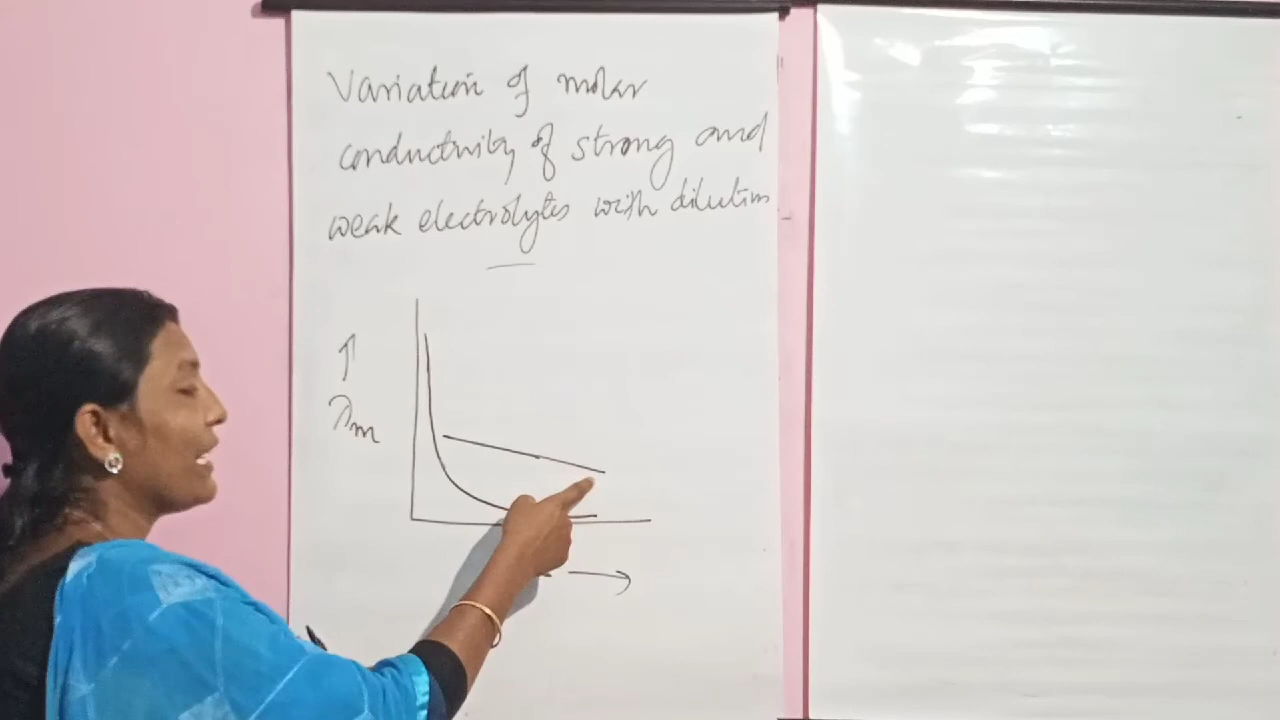 Variation of molar
conductivity of strong and
weak electrolytes with dilution
↑
λm
→